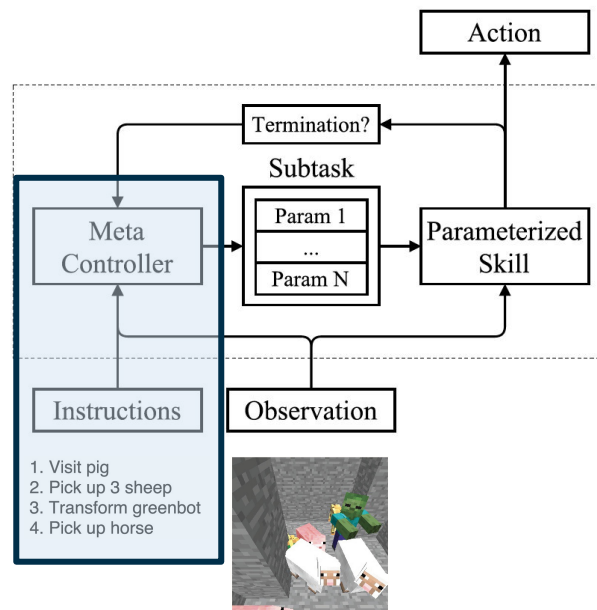 Action
Termination?
Subtask
Meta
Controller
Param 1
...
Param N
Parameterized
Skill
Instructions
Observation
1. Visit pig
2. Pick up 3 sheep
3. Transform greenbot
4. Pick up horse